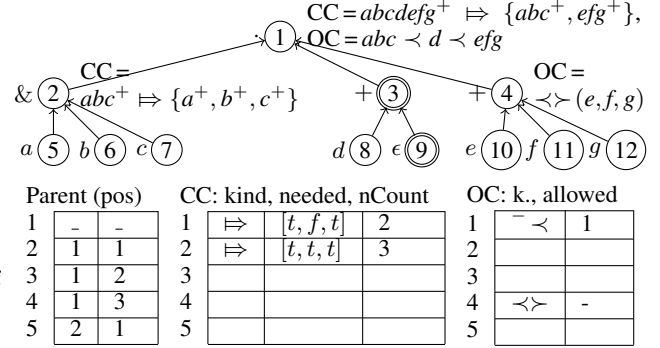 CC = abcdefg⁺ ⤇ {abc⁺, efg⁺},
. 1 OC = abc ≺ d ≺ efg
& 2 CC = abc⁺ ⤇ {a⁺, b⁺, c⁺}
+ 3
+ 4 OC = ≺≻ (e, f, g)
a 5 b 6 c 7 d 8 ϵ 9 e 10 f 11 g 12
Parent (pos)
1 - -
2 1 1
3 1 2
4 1 3
5 2 1
CC: kind, needed, nCount
1 ⤇ [t, f, t] 2
2 ⤇ [t, t, t] 3
3
4
5
OC: k., allowed
1 ¯ ≺ 1
2
3
4 ≺≻ -
5